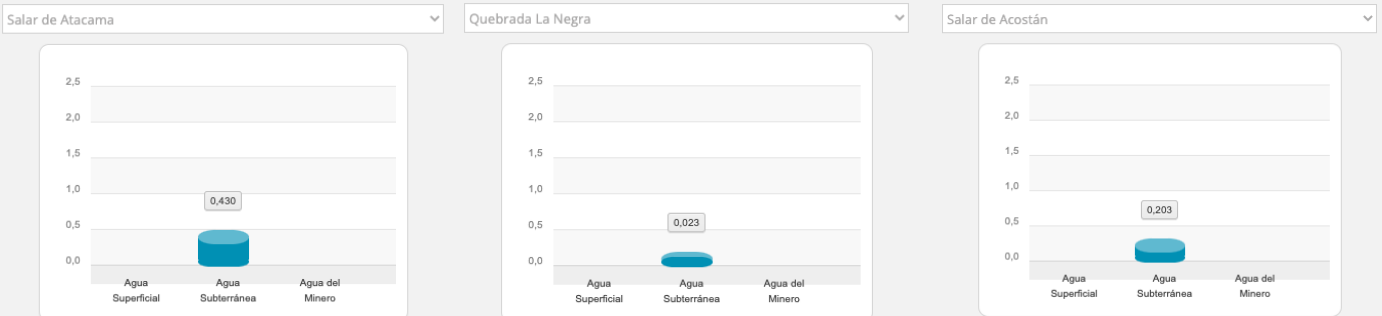 Salar de Atacama
2,5
2,0
1,5
1,0
0,5
0,0
0,430
Agua Superficial
Agua Subterránea
Agua del Minero
Quebrada La Negra
2,5
2,0
1,5
1,0
0,5
0,0
0,023
Agua Superficial
Agua Subterránea
Agua del Minero
Salar de Acostán
2,5
2,0
1,5
1,0
0,5
0,0
0,203
Agua Superficial
Agua Subterránea
Agua del Minero